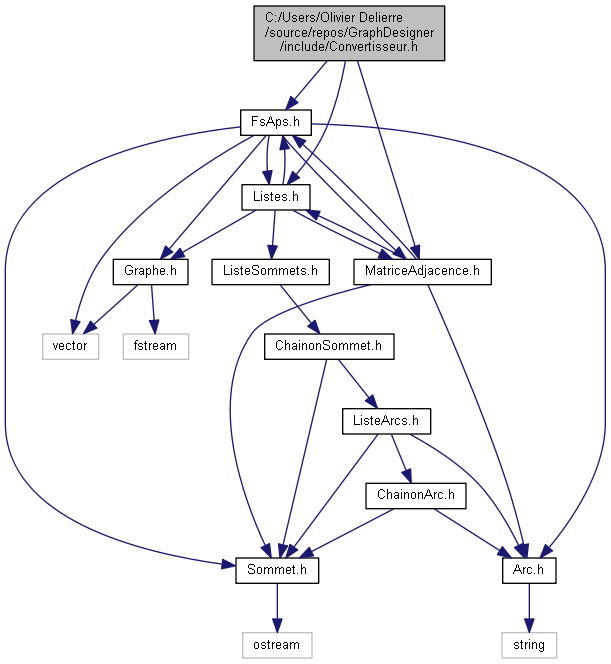 C:/Users/Olivier Delierre
/source/repos/GraphDesigner
/include/Convertisseur.h
FsAps.h
Listes.h
Graphe.h
ListeSommets.h
MatriceAdjacence.h
vector
fstream
ChainonSommet.h
ListeArcs.h
ChainonArc.h
Sommet.h
Arc.h
ostream
string